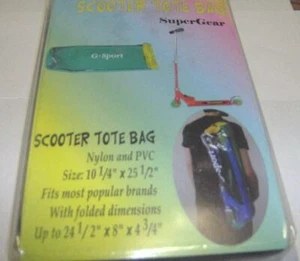 SCOOTER TOTE BAG
SuperGear
G-Sport
SCOOTER TOTE BAG
Nylon and PVC
Size: 10 1/4" x 25 1/2"
Fits most popular brands
With folded dimensions
Up to 24 1/2" x 8" x 4 3/4"